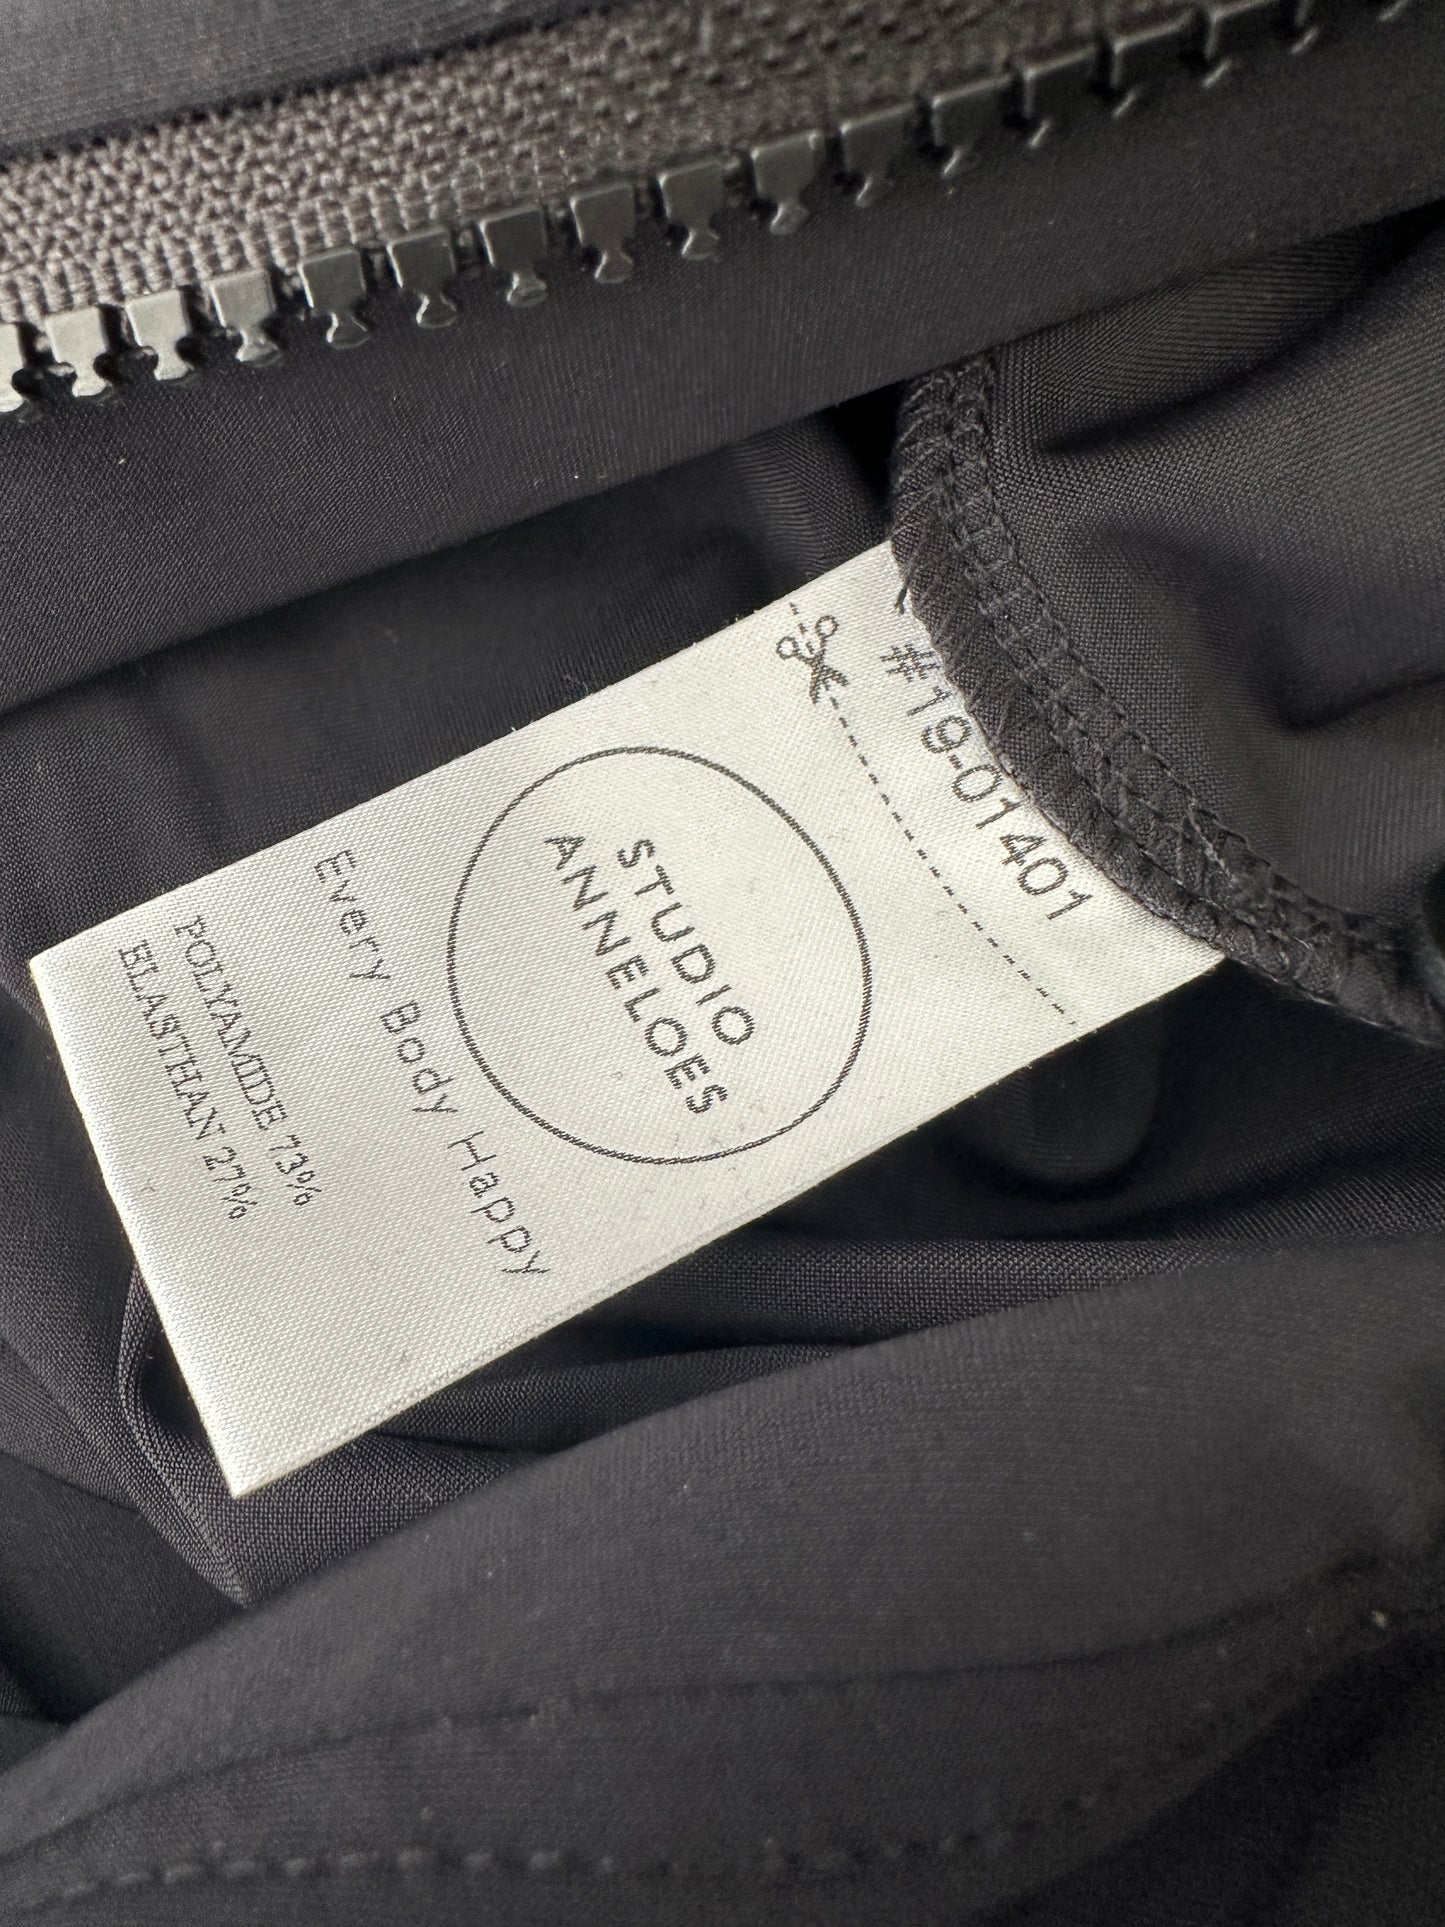 #19-01401
STUDIO
ANNELOES
Every Body Happy
POLYAMIDE 73%
ELASTHAN 27%